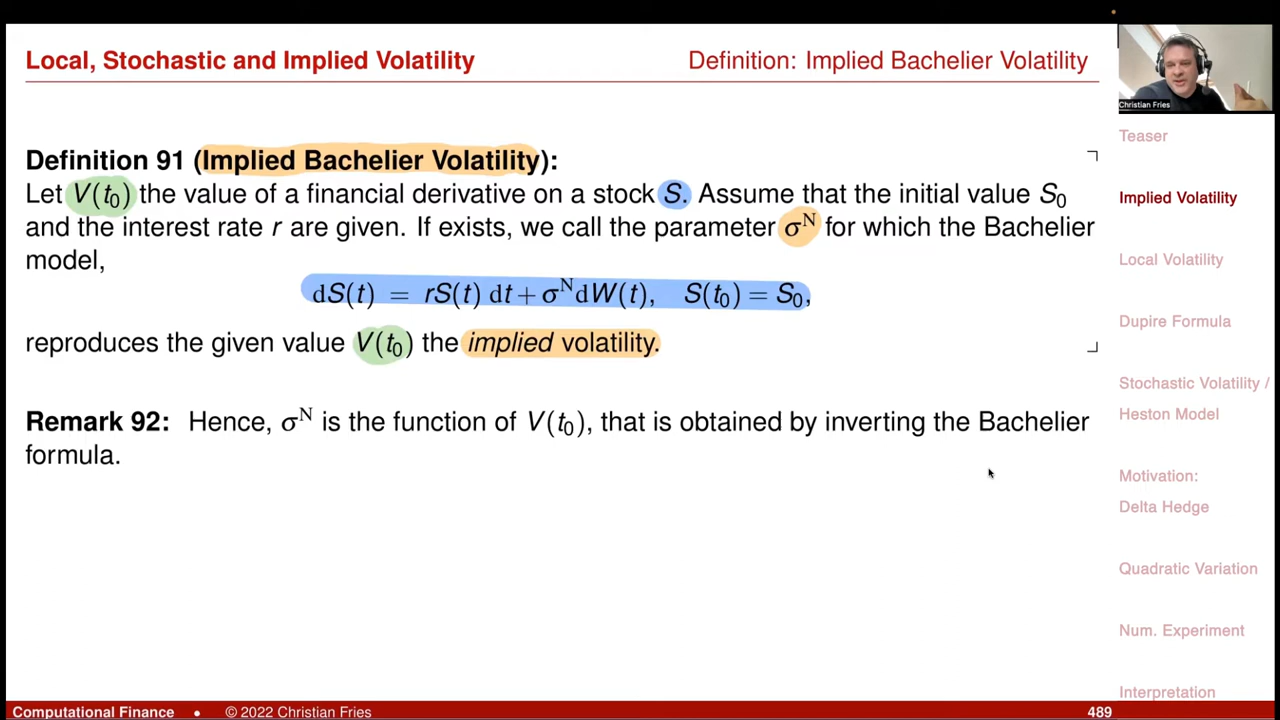 Local, Stochastic and Implied Volatility
Definition: Implied Bachelier Volatility
Christian Fries
Definition 91 (Implied Bachelier Volatility):
Let V(t₀) the value of a financial derivative on a stock S. Assume that the initial value S₀
and the interest rate r are given. If exists, we call the parameter σᴺ for which the Bachelier
model,
dS(t) = rS(t) dt + σᴺdW(t), S(t₀) = S₀,
reproduces the given value V(t₀) the implied volatility.
Remark 92: Hence, σᴺ is the function of V(t₀), that is obtained by inverting the Bachelier
formula.
Teaser
Implied Volatility
Local Volatility
Dupire Formula
Stochastic Volatility /
Heston Model
Motivation:
Delta Hedge
Quadratic Variation
Num. Experiment
Interpretation
Computational Finance • © 2022 Christian Fries
489